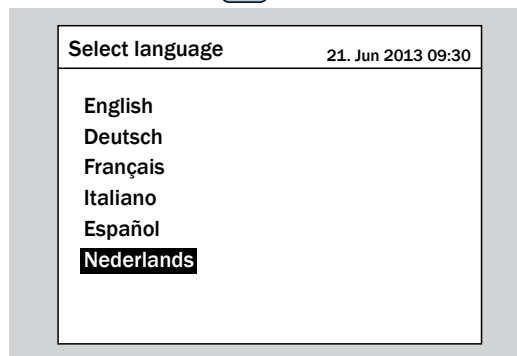 Select language
21. Jun 2013 09:30
English
Deutsch
Français
Italiano
Español
Nederlands